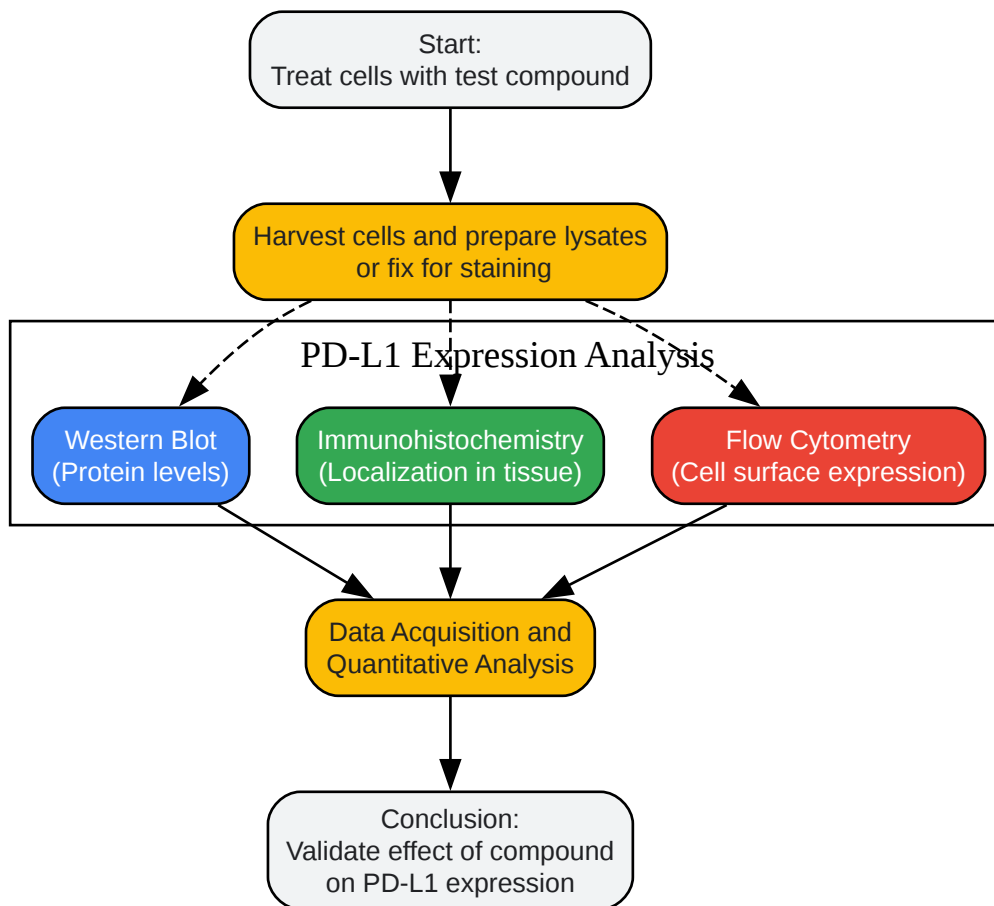 Start:
Treat cells with test compound
Harvest cells and prepare lysates
or fix for staining
PD-L1 Expression Analysis
Western Blot
(Protein levels)
Immunohistochemistry
(Localization in tissue)
Flow Cytometry
(Cell surface expression)
Data Acquisition and
Quantitative Analysis
Conclusion:
Validate effect of compound
on PD-L1 expression